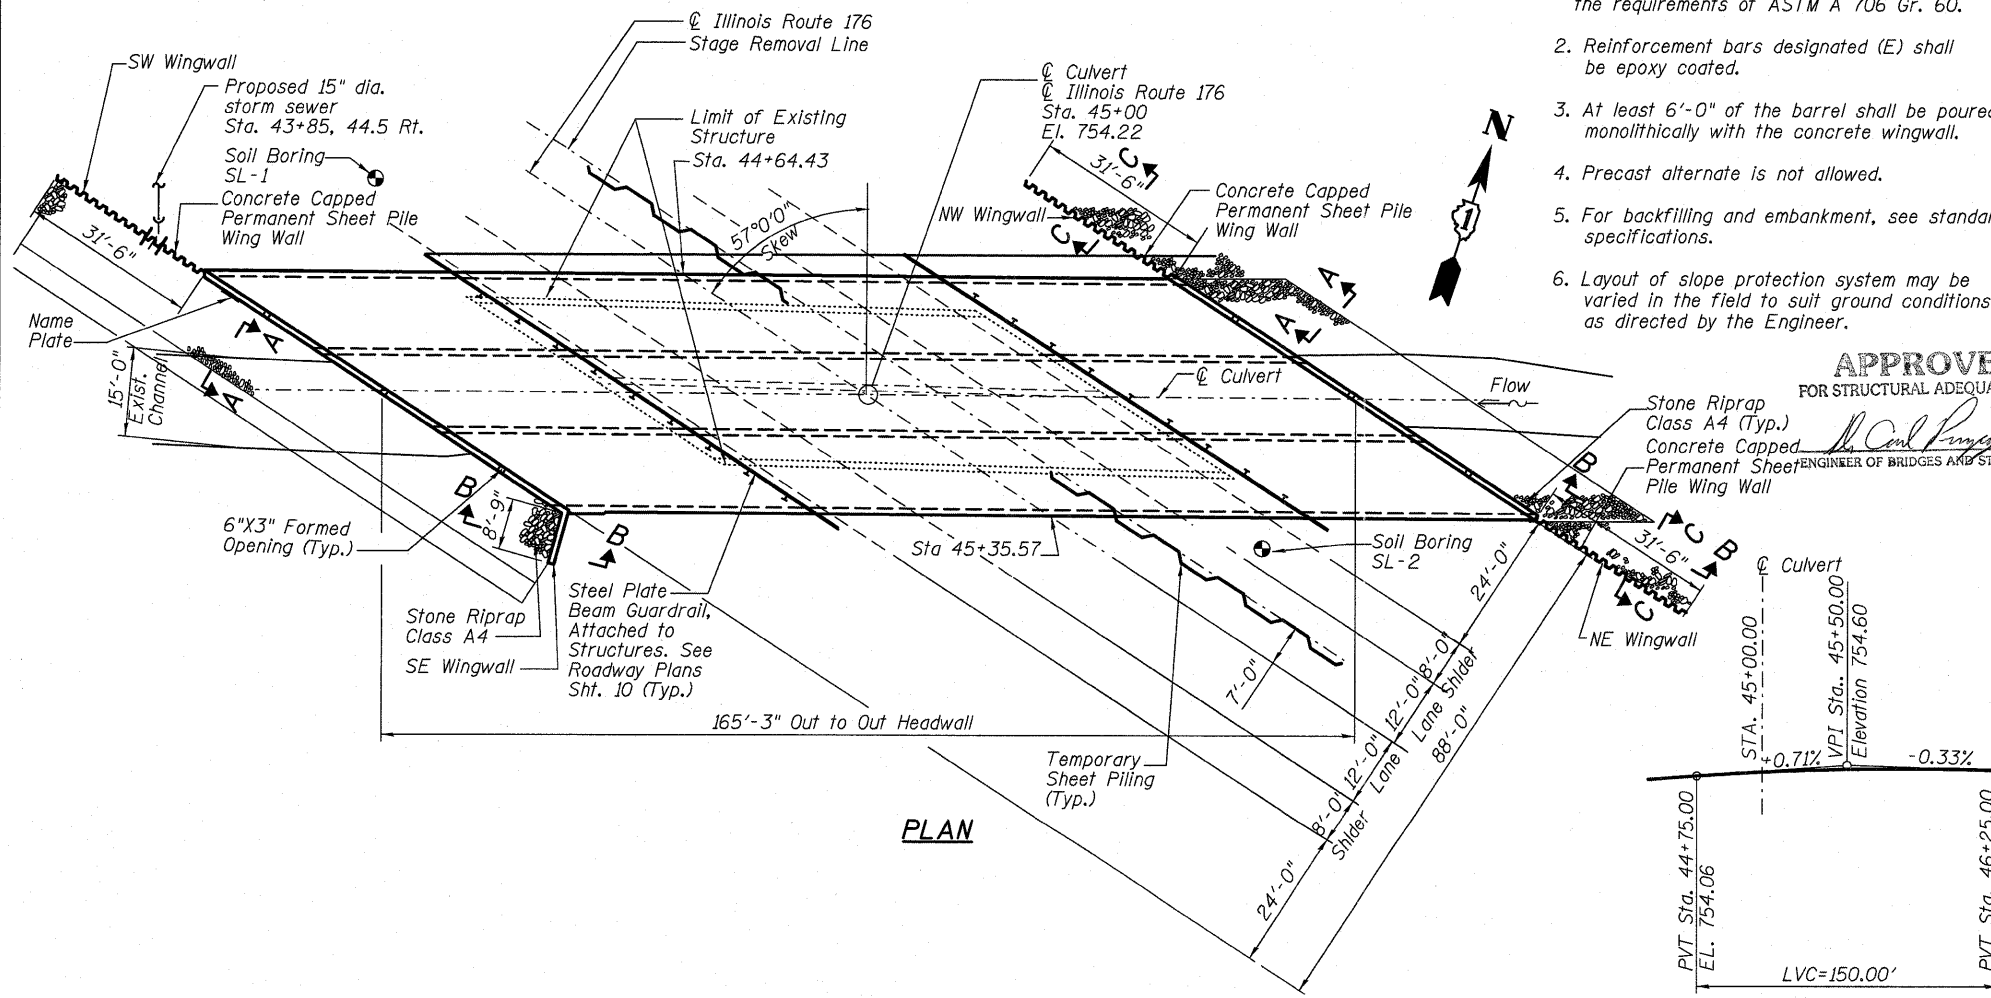 ℄ Illinois Route 176
Stage Removal Line
SW Wingwall
Proposed 15" dia.
storm sewer
Sta. 43+85, 44.5 Rt.
Soil Boring
SL-1
Concrete Capped
Permanent Sheet Pile
Wing Wall
31'-6"
Limit of Existing
Structure
Sta. 44+64.43
57°0'0"
Skew
℄ Culvert
℄ Illinois Route 176
Sta. 45+00
El. 754.22
31'-6"
C
C
NW Wingwall
Concrete Capped
Permanent Sheet Pile
Wing Wall
N
1
the requirements of ASTM A 706 Gr. 60.
2. Reinforcement bars designated (E) shall
be epoxy coated.
3. At least 6'-0" of the barrel shall be poured
monolithically with the concrete wingwall.
4. Precast alternate is not allowed.
5. For backfilling and embankment, see standa
specifications.
6. Layout of slope protection system may be
varied in the field to suit ground conditions
as directed by the Engineer.
APPROVE
FOR STRUCTURAL ADEQUA
ENGINEER OF BRIDGES AND ST
Name
Plate
A
A
A
A
15'-0"
Exist.
Channel
℄ Culvert
Flow
Stone Riprap
Class A4 (Typ.)
Concrete Capped
Permanent Sheet
Pile Wing Wall
6"X3" Formed
Opening (Typ.)
B
8'-9"
B
Stone Riprap
Class A4
SE Wingwall
Steel Plate
Beam Guardrail,
Attached to
Structures. See
Roadway Plans
Sht. 10 (Typ.)
Sta 45+35.57
Soil Boring
SL-2
B
C
31'-6"
B
C
NE Wingwall
165'-3" Out to Out Headwall
Temporary
Sheet Piling
(Typ.)
7'-0"
24'-0"
8'-0"
Shlder
12'-0"
Lane
12'-0"
Lane
8'-0"
Shlder
24'-0"
88'-0"
PLAN
℄ Culvert
STA. 45+00.00
VPI Sta.. 45+50.00
Elevation 754.60
+0.71%
-0.33%
PVT Sta. 44+75.00
EL. 754.06
PVT Sta. 46+25.00
LVC=150.00'